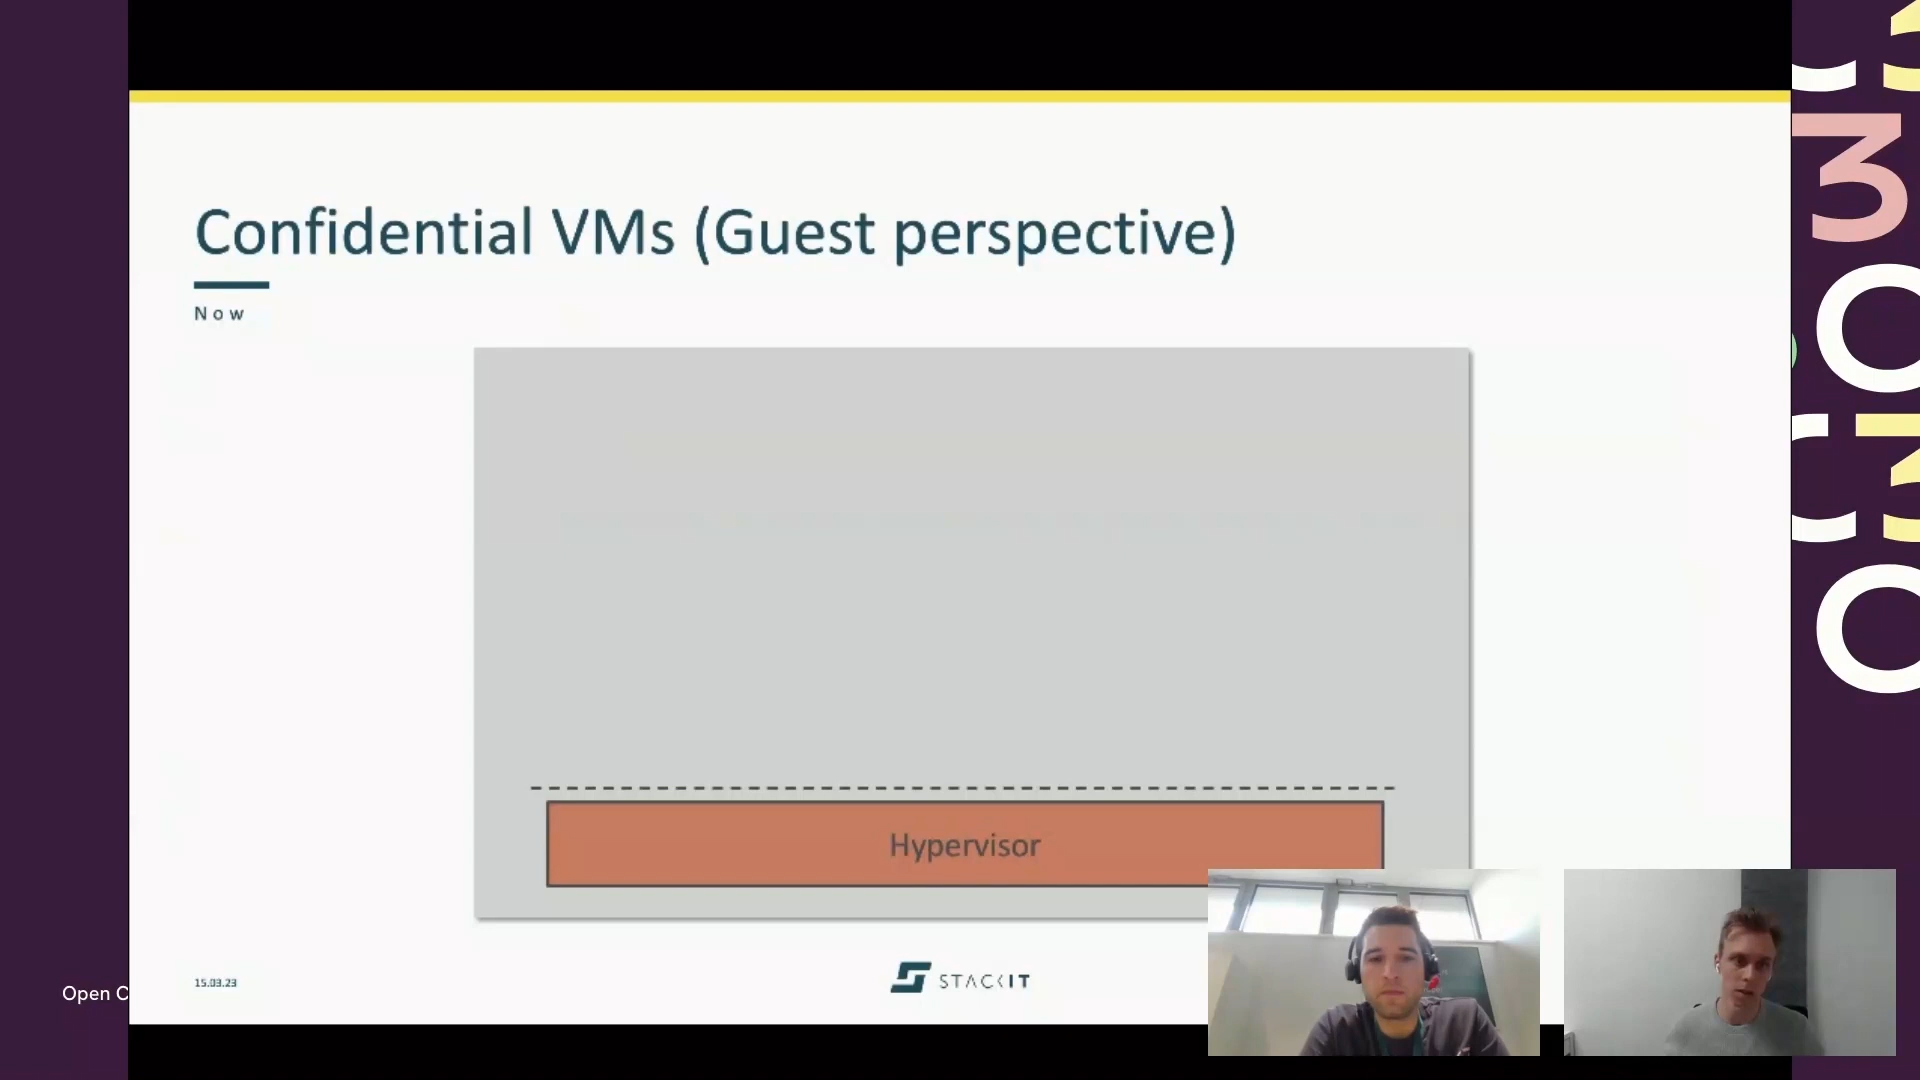 Confidential VMs (Guest perspective)
Now
Hypervisor
15.03.23
STACKIT
Open C